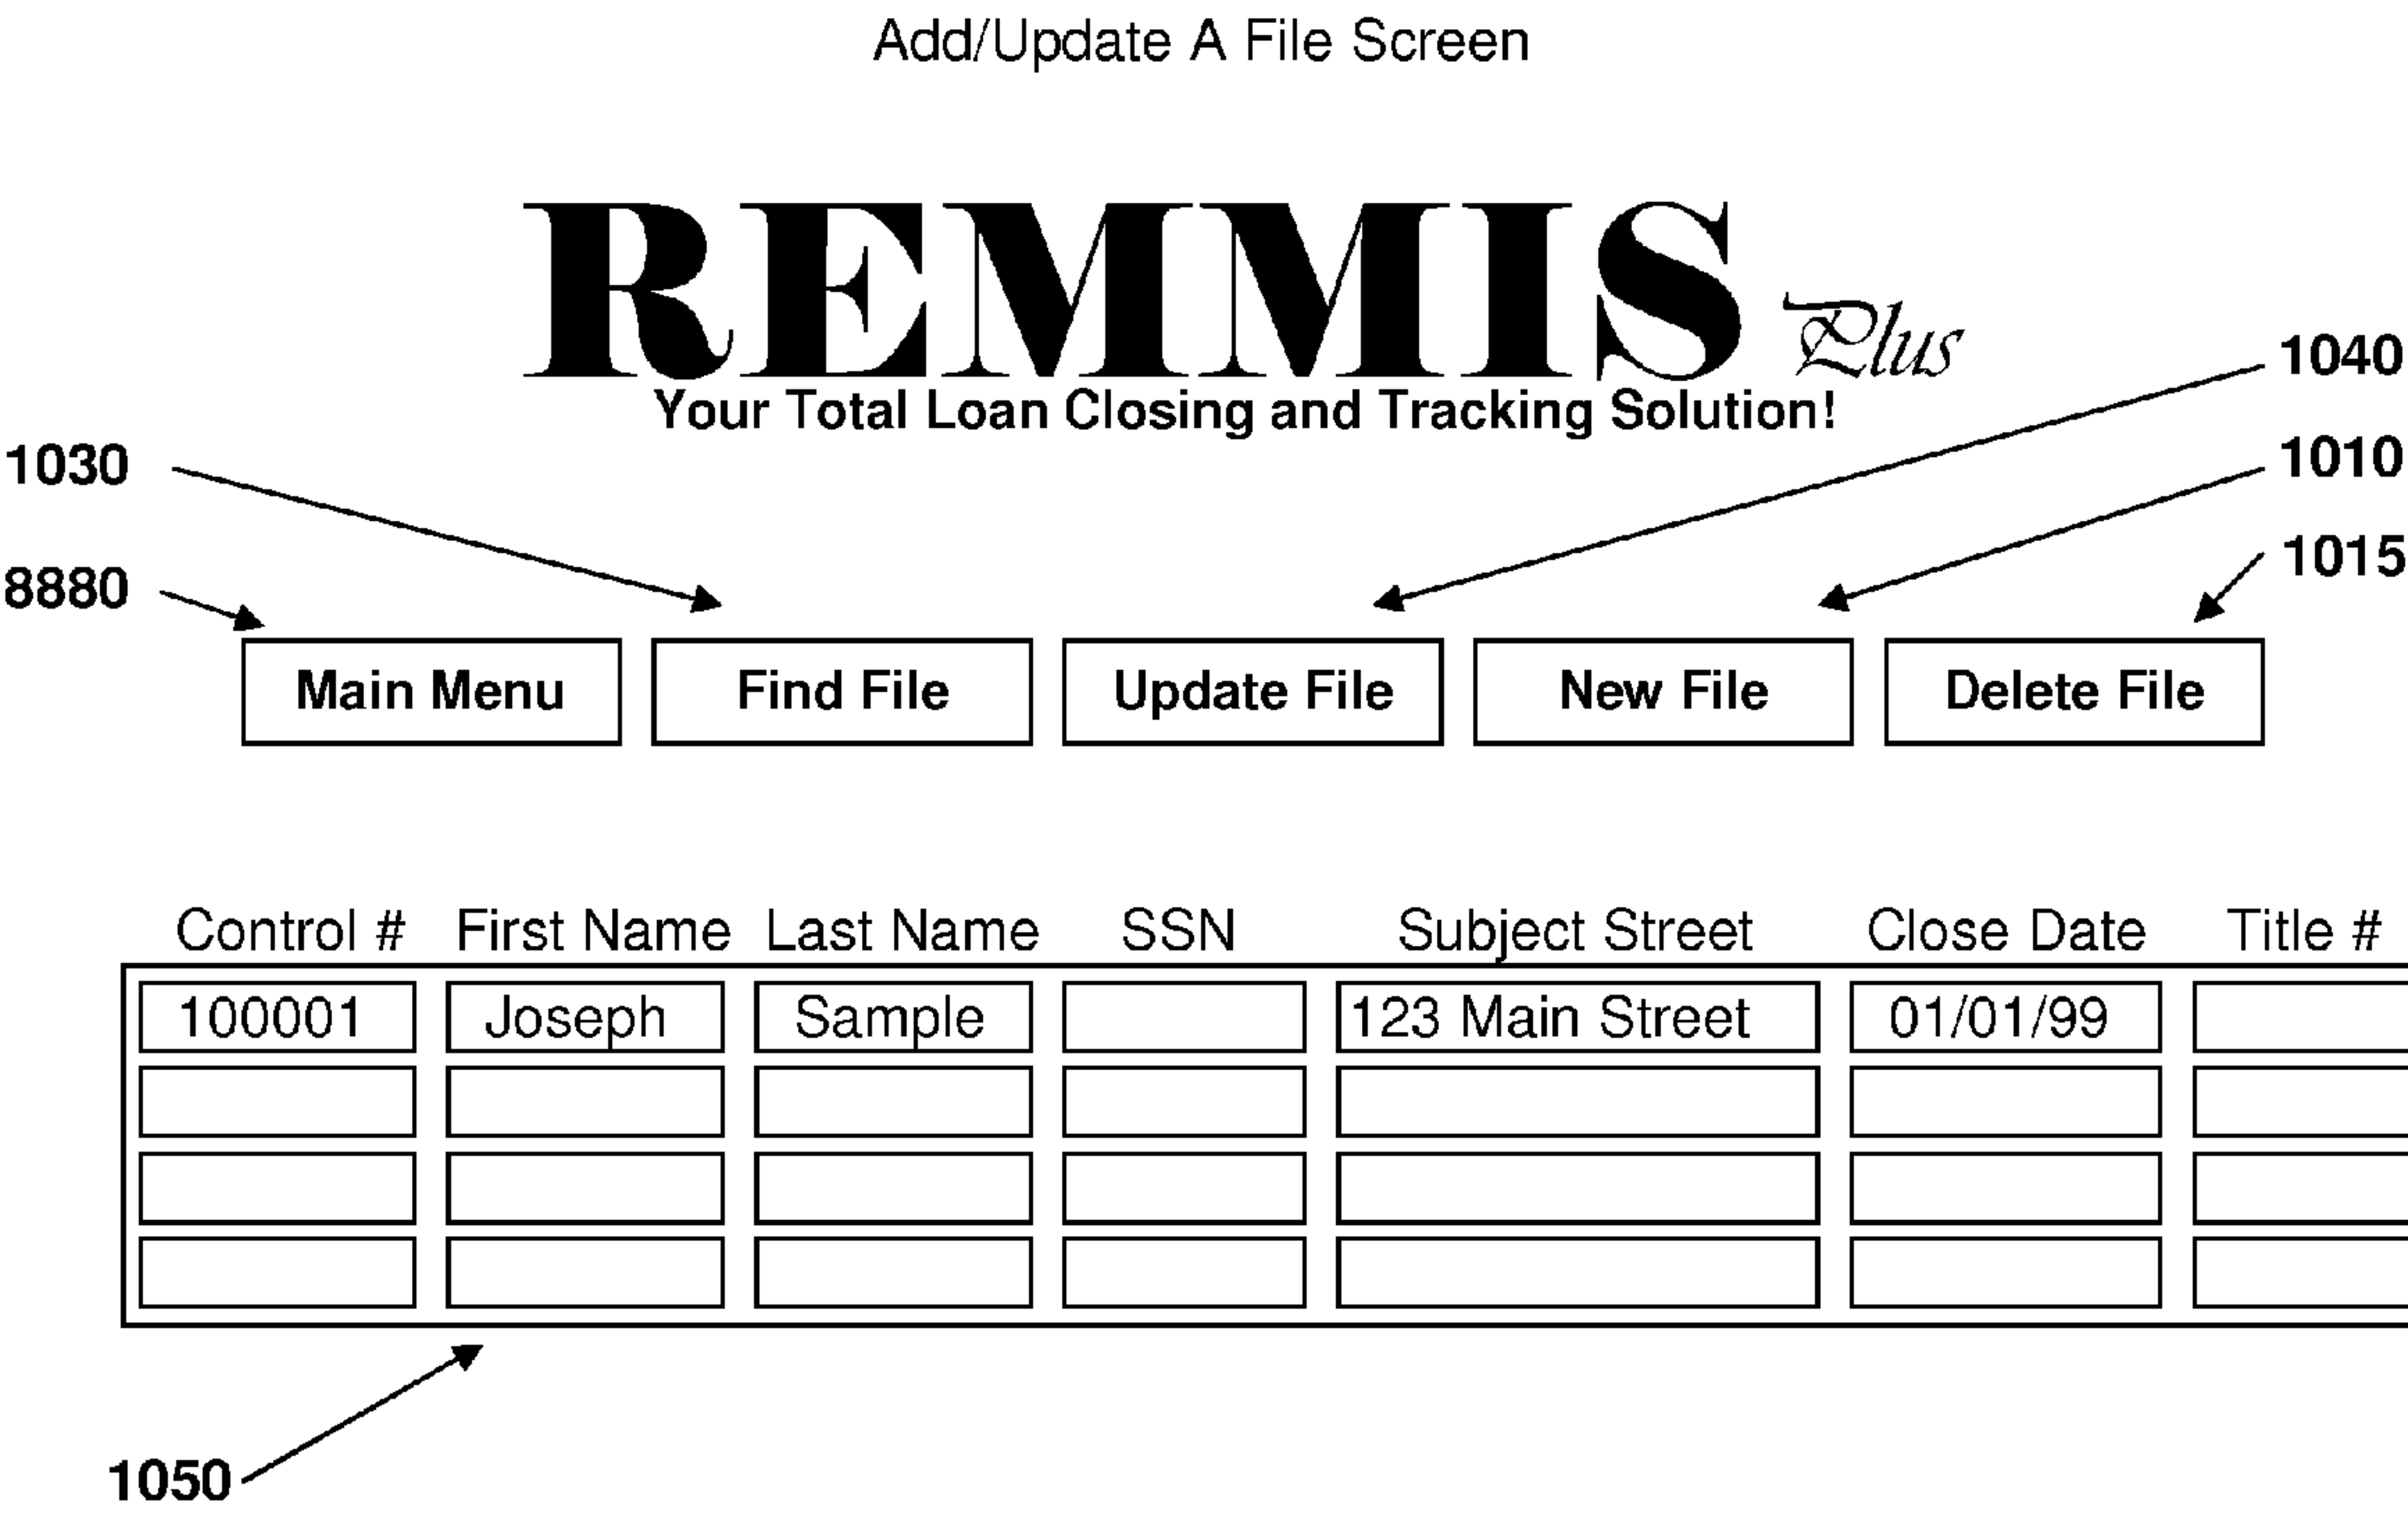 Add/Update A File Screen
REMMIS Plus
Your Total Loan Closing and Tracking Solution!
1040
1030
1010
8880
1015
Main Menu Find File Update File New File Delete File
Control # First Name Last Name SSN Subject Street Close Date Title #
100001 Joseph Sample 123 Main Street 01/01/99
1050